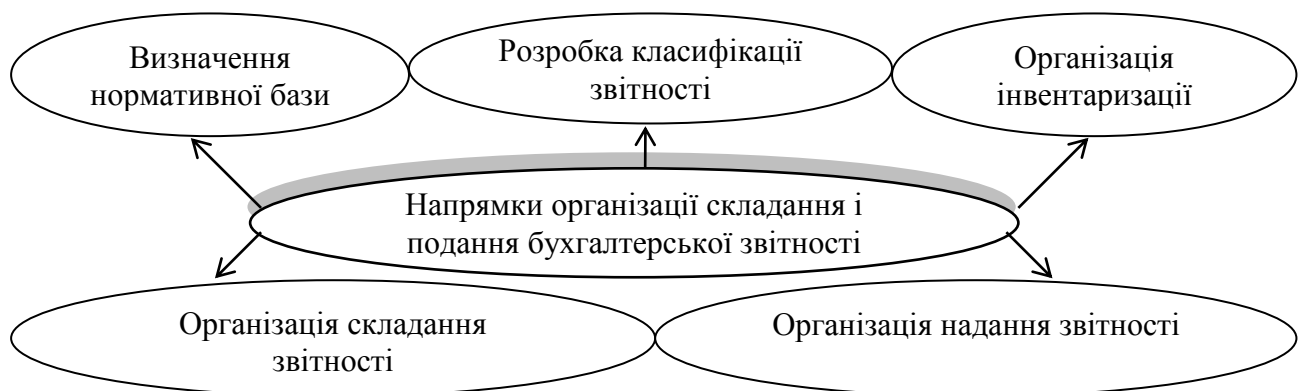 Визначення
нормативної бази
Розробка класифікації
звітності
Організація
інвентаризації
Напрямки організації складання і
подання бухгалтерської звітності
Організація складання
звітності
Організація надання звітності